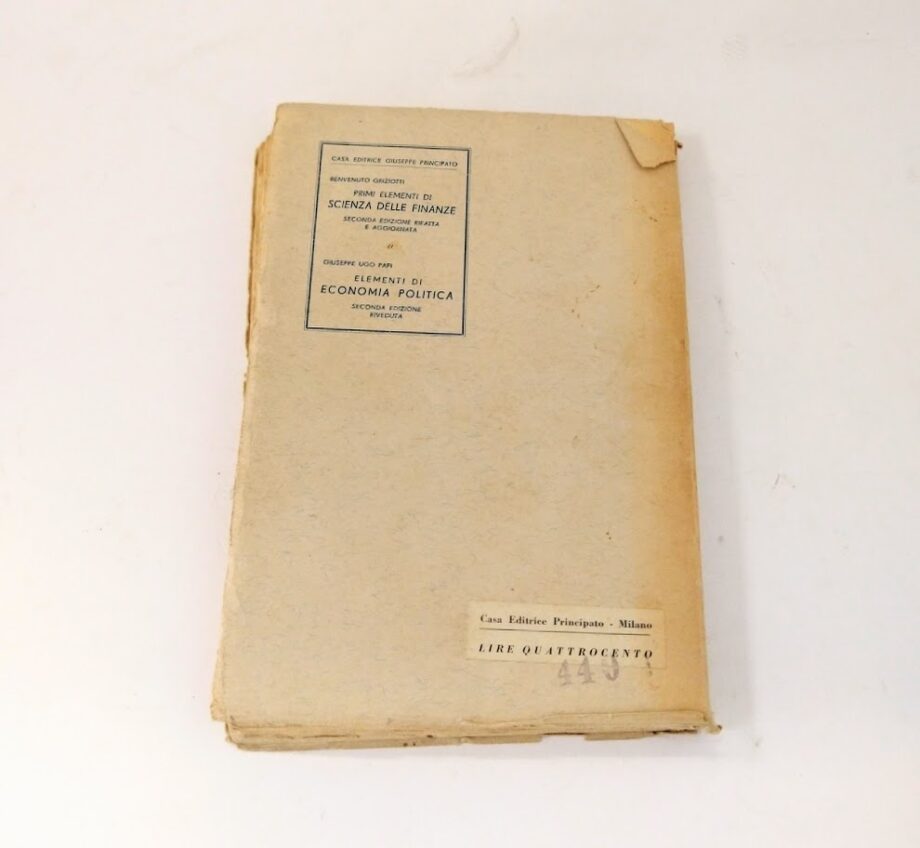 CASA EDITRICE GIUSEPPE PRINCIPATO
BENVENUTO GRIZIOTTI
PRIMI ELEMENTI DI
SCIENZA DELLE FINANZE
SECONDA EDIZIONE RIFATTA
E AGGIORNATA
GIUSEPPE UGO PAPI
ELEMENTI DI
ECONOMIA POLITICA
SECONDA EDIZIONE
RIVEDUTA
Casa Editrice Principato - Milano
LIRE QUATTROCENTO
440